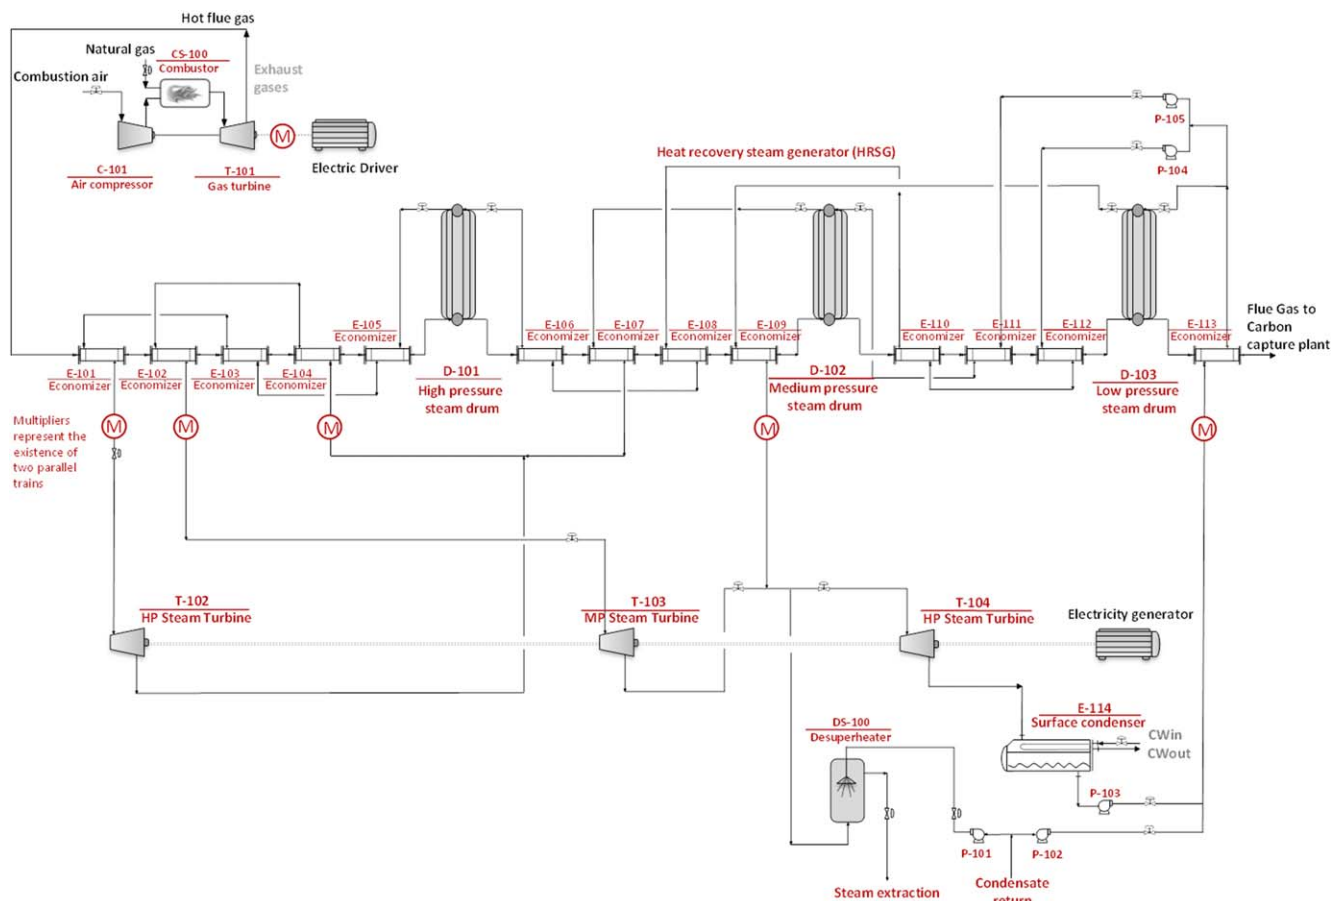 Hot flue gas
Natural gas
CS-100
Combustor
Combustion air
Exhaust
gases
M
C-101
Air compressor
T-101
Gas turbine
Electric Driver
Heat recovery steam generator (HRSG)
P-105
P-104
E-101
Economizer
E-102
Economizer
E-103
Economizer
E-104
Economizer
E-105
Economizer
D-101
High pressure
steam drum
E-106
Economizer
E-107
Economizer
E-108
Economizer
E-109
Economizer
D-102
Medium pressure
steam drum
E-110
Economizer
E-111
Economizer
E-112
Economizer
D-103
Low pressure
steam drum
E-113
Economizer
Flue Gas to
Carbon
capture plant
Multipliers
represent the
existence of
two parallel
trains
M
M
M
M
M
T-102
HP Steam Turbine
T-103
MP Steam Turbine
T-104
HP Steam Turbine
Electricity generator
E-114
Surface condenser
CWin
CWout
DS-100
Desuperheater
P-103
P-101
P-102
Steam extraction
Condensate
return